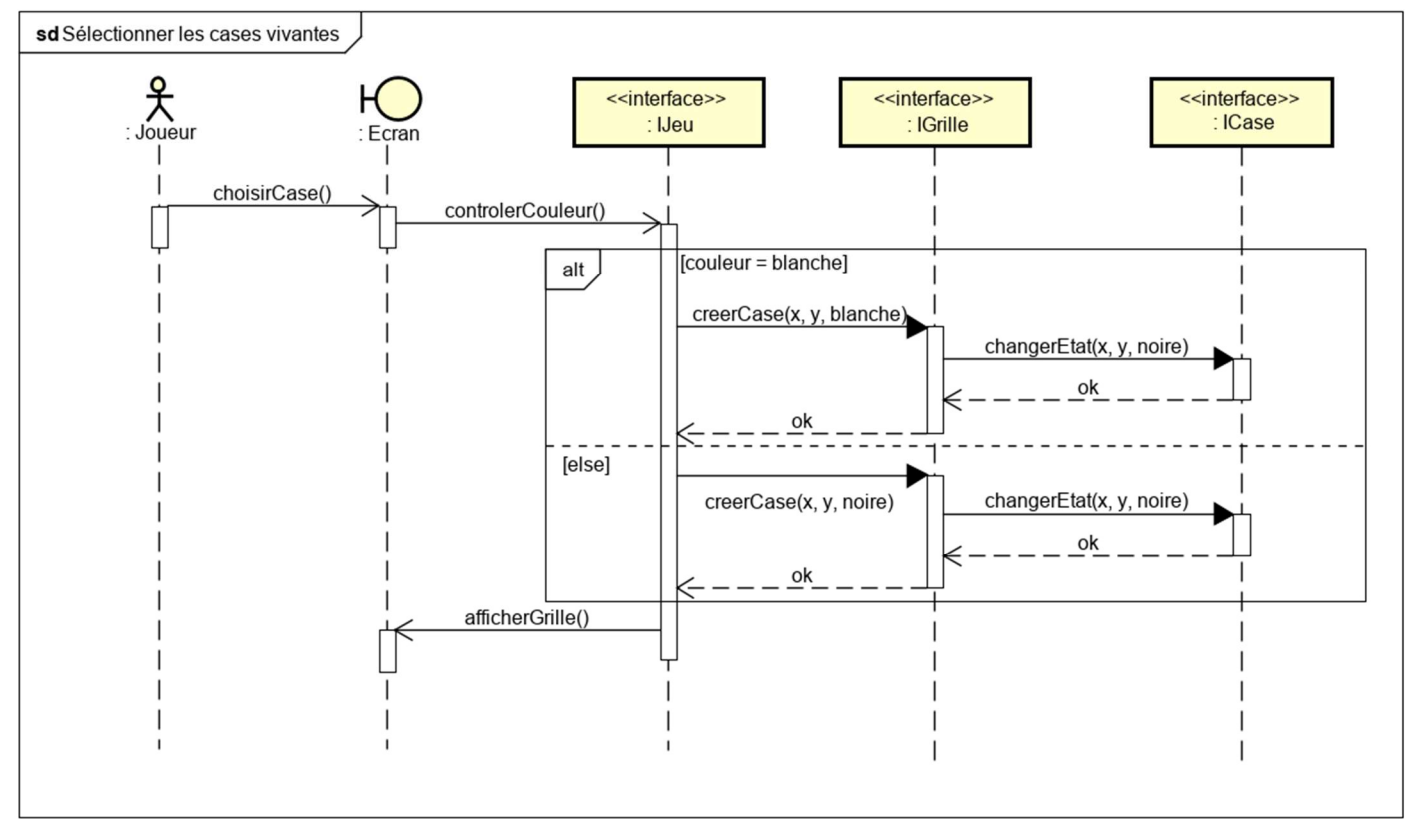 sd Sélectionner les cases vivantes
: Joueur
: Ecran
<<interface>>
: IJeu
<<interface>>
: IGrille
<<interface>>
: ICase
choisirCase()
controlerCouleur()
alt
[couleur = blanche]
creerCase(x, y, blanche)
changerEtat(x, y, noire)
ok
ok
[else]
creerCase(x, y, noire)
changerEtat(x, y, noire)
ok
ok
afficherGrille()